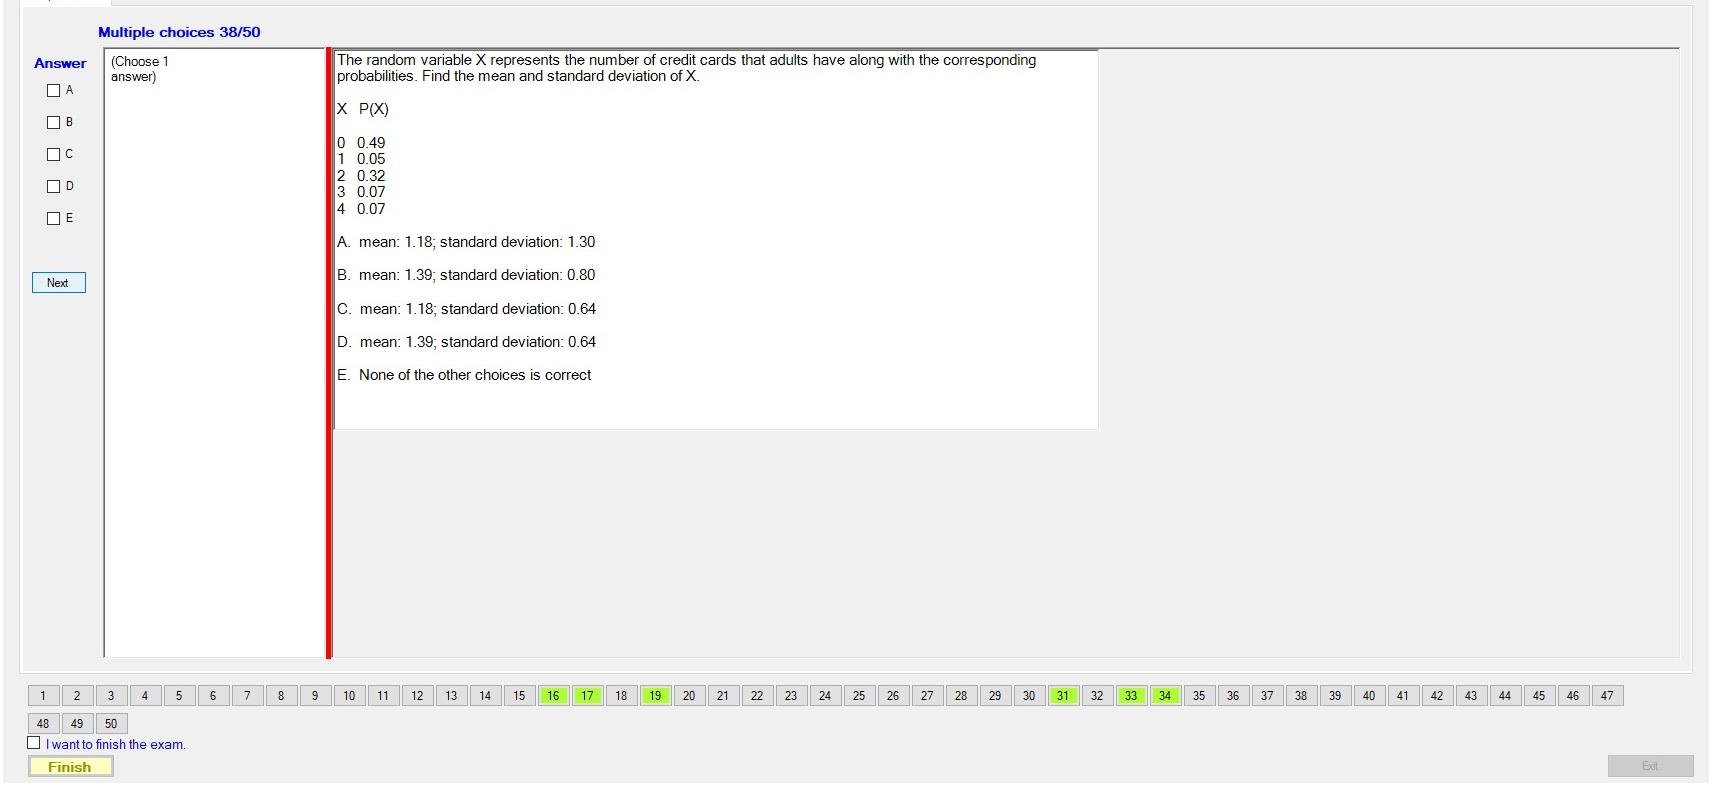 Multiple choices 38/50
Answer
(Choose 1
answer)
A
B
C
D
E
Next
The random variable X represents the number of credit cards that adults have along with the corresponding
probabilities. Find the mean and standard deviation of X.
X P(X)
0 0.49
1 0.05
2 0.32
3 0.07
4 0.07
A. mean: 1.18; standard deviation: 1.30
B. mean: 1.39; standard deviation: 0.80
C. mean: 1.18; standard deviation: 0.64
D. mean: 1.39; standard deviation: 0.64
E. None of the other choices is correct
1 2 3 4 5 6 7 8 9 10 11 12 13 14 15 16 17 18 19 20 21 22 23 24 25 26 27 28 29 30 31 32 33 34 35 36 37 38 39 40 41 42 43 44 45 46 47
48 49 50
I want to finish the exam.
Finish
Exit